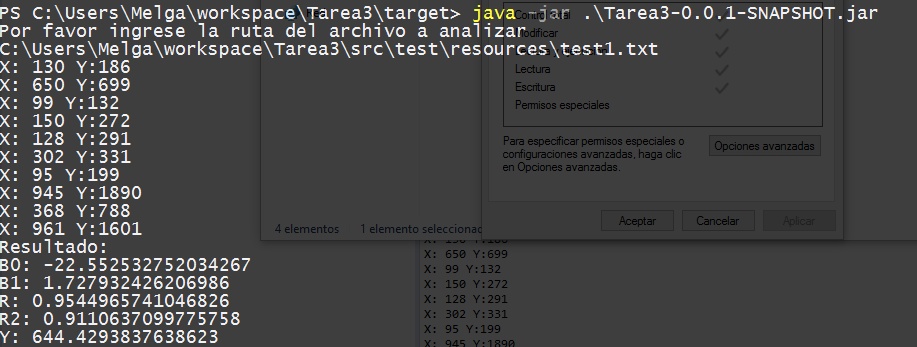 PS C:\Users\Melga\workspace\Tarea3\target> java -jar .\Tarea3-0.0.1-SNAPSHOT.jar
Por favor ingrese la ruta del archivo a analizar
C:\Users\Melga\workspace\Tarea3\src\test\resources\test1.txt
X: 130 Y:186
X: 650 Y:699
X: 99 Y:132
X: 150 Y:272
X: 128 Y:291
X: 302 Y:331
X: 95 Y:199
X: 945 Y:1890
X: 368 Y:788
X: 961 Y:1601
Resultado:
B0: -22.552532752034267
B1: 1.727932426206986
R: 0.9544965741046826
R2: 0.9110637099775758
Y: 644.4293837638623
Modificar
Lectura
Escritura
Permisos especiales
Para especificar permisos especiales o
configuraciones avanzadas, haga clic
en Opciones avanzadas.
Opciones avanzadas
Aceptar
Cancelar
Aplicar
4 elementos
1 elemento seleccionad
X: 650 Y:699
X: 99 Y:132
X: 150 Y:272
X: 128 Y:291
X: 302 Y:331
X: 95 Y:199
X: 945 Y:1890